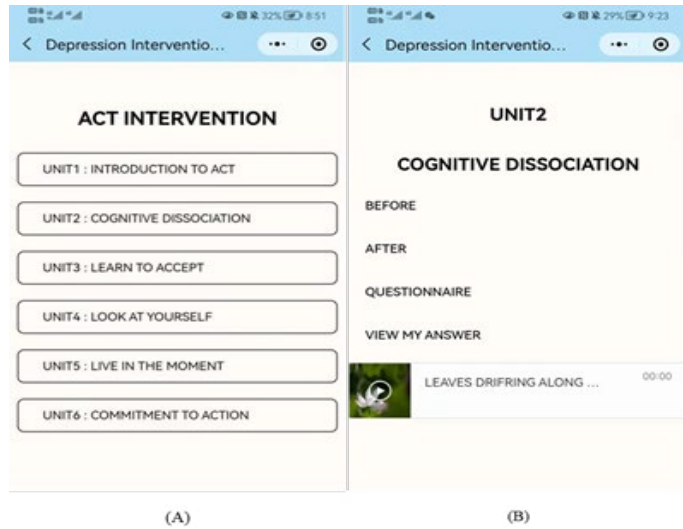 32% 8:51
Depression Interventio...
ACT INTERVENTION
UNIT1 : INTRODUCTION TO ACT
UNIT2 : COGNITIVE DISSOCIATION
UNIT3 : LEARN TO ACCEPT
UNIT4 : LOOK AT YOURSELF
UNIT5 : LIVE IN THE MOMENT
UNIT6 : COMMITMENT TO ACTION
(A)
29% 9:23
Depression Interventio...
UNIT2
COGNITIVE DISSOCIATION
BEFORE
AFTER
QUESTIONNAIRE
VIEW MY ANSWER
LEAVES DRIFRING ALONG ... 00:00
(B)